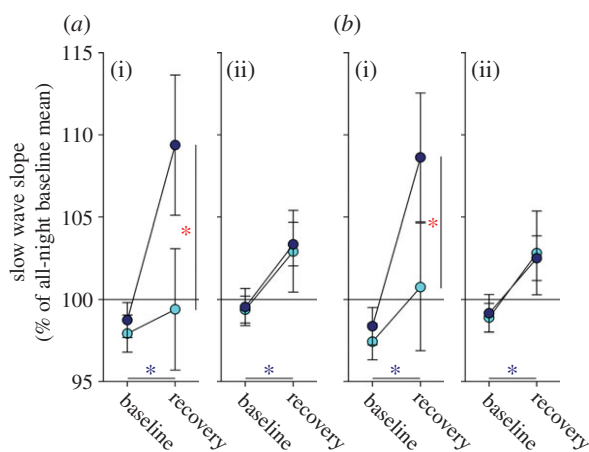 (a) (b)
(i) (ii) (i) (ii)
slow wave slope
(% of all-night baseline mean)
115
110
105
100
95
* *
* * * *
baseline recovery baseline recovery baseline recovery baseline recovery